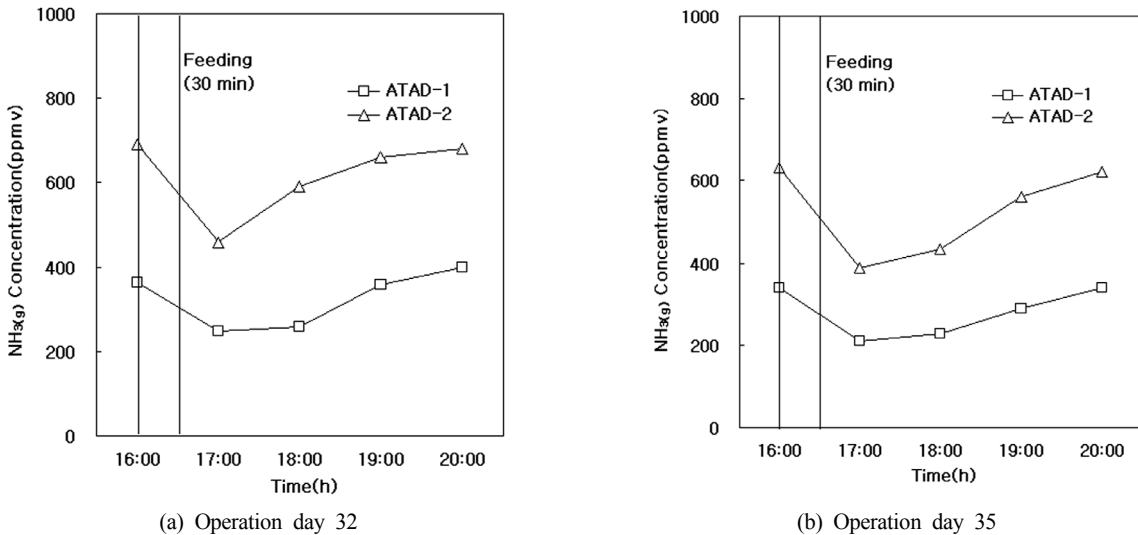 1000
800
600
400
200
0
NH3(g) Concentration(ppmv)
Feeding
(30 min)
ATAD-1
ATAD-2
16:00 17:00 18:00 19:00 20:00
Time(h)
(a) Operation day 32
1000
800
600
400
200
0
NH3(g) Concentration(ppmv)
Feeding
(30 min)
ATAD-1
ATAD-2
16:00 17:00 18:00 19:00 20:00
Time(h)
(b) Operation day 35